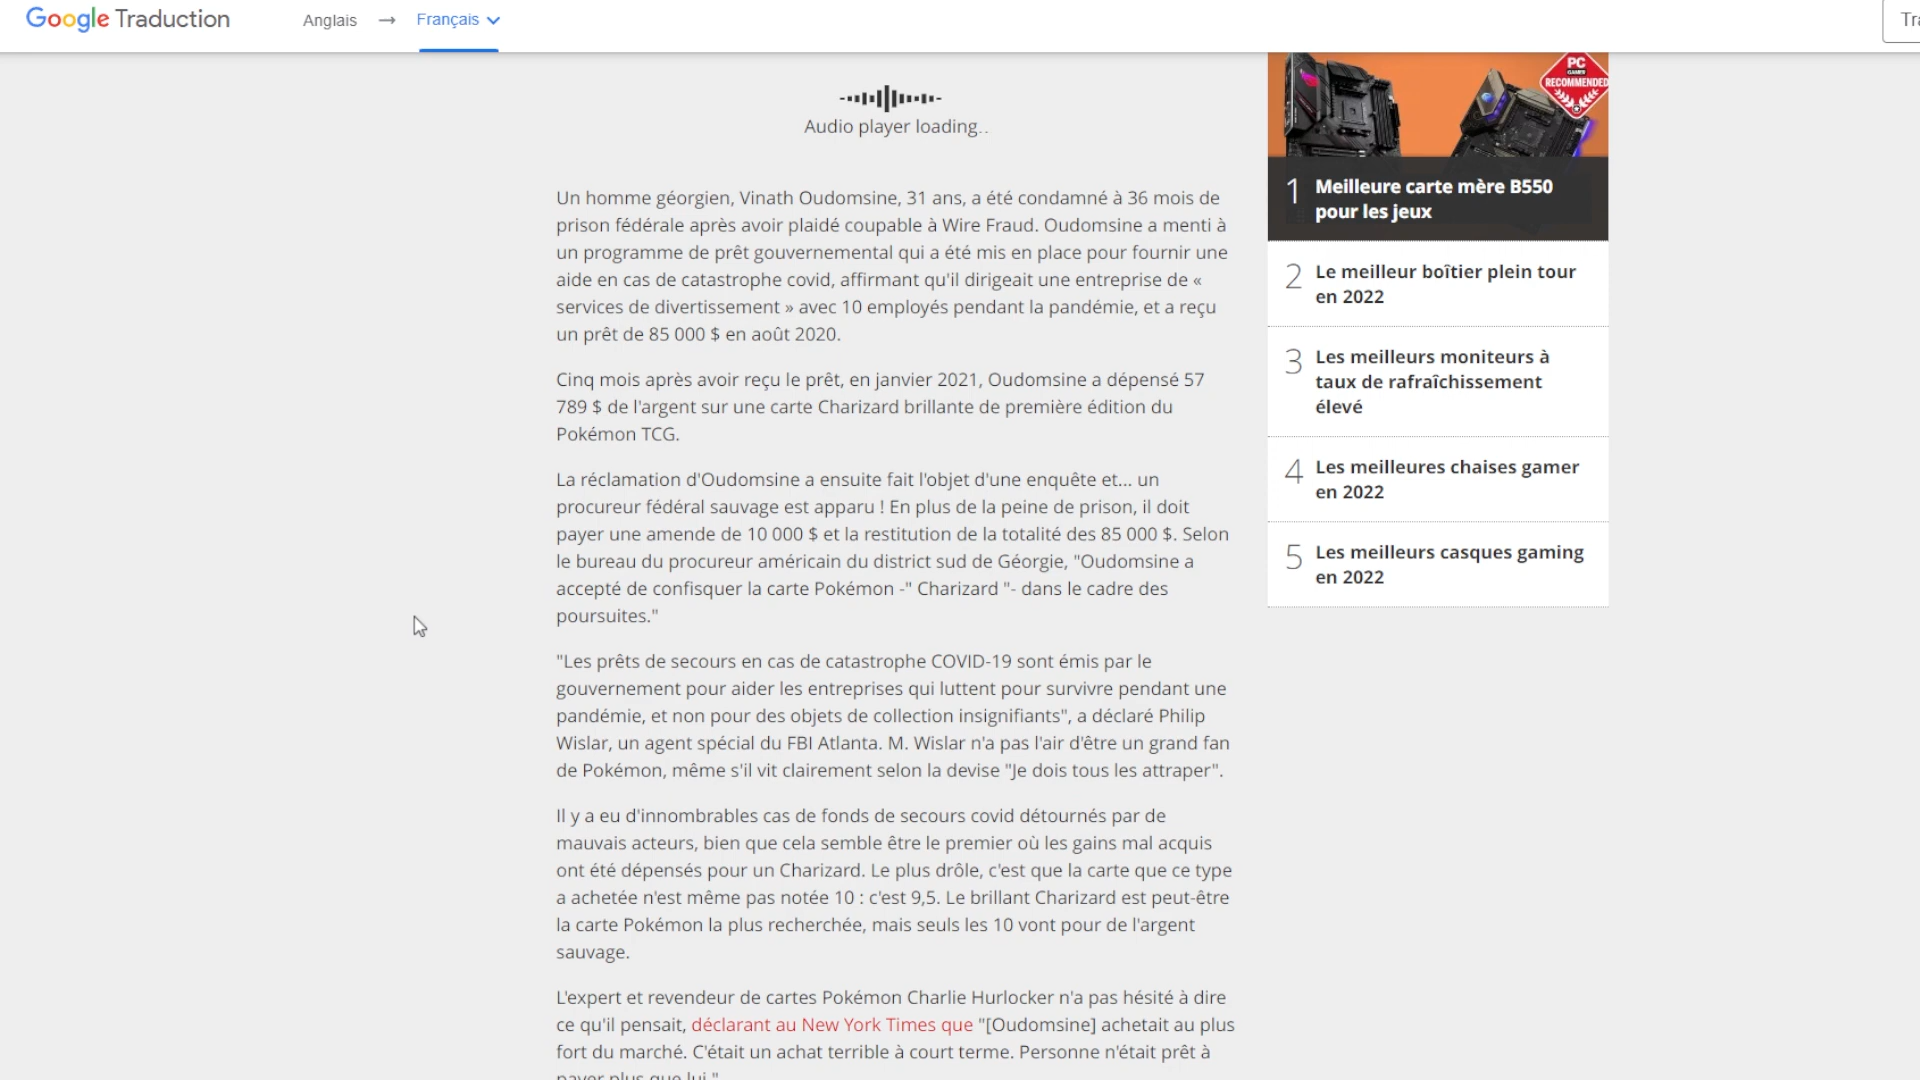 Google Traduction
Anglais → Français
Audio player loading..
Un homme géorgien, Vinath Oudomsine, 31 ans, a été condamné à 36 mois de
prison fédérale après avoir plaidé coupable à Wire Fraud. Oudomsine a menti à
un programme de prêt gouvernemental qui a été mis en place pour fournir une
aide en cas de catastrophe covid, affirmant qu'il dirigeait une entreprise de «
services de divertissement » avec 10 employés pendant la pandémie, et a reçu
un prêt de 85 000 $ en août 2020.
Cinq mois après avoir reçu le prêt, en janvier 2021, Oudomsine a dépensé 57
789 $ de l'argent sur une carte Charizard brillante de première édition du
Pokémon TCG.
La réclamation d'Oudomsine a ensuite fait l'objet d'une enquête et... un
procureur fédéral sauvage est apparu ! En plus de la peine de prison, il doit
payer une amende de 10 000 $ et la restitution de la totalité des 85 000 $. Selon
le bureau du procureur américain du district sud de Géorgie, "Oudomsine a
accepté de confisquer la carte Pokémon -" Charizard "- dans le cadre des
poursuites."
"Les prêts de secours en cas de catastrophe COVID-19 sont émis par le
gouvernement pour aider les entreprises qui luttent pour survivre pendant une
pandémie, et non pour des objets de collection insignifiants", a déclaré Philip
Wislar, un agent spécial du FBI Atlanta. M. Wislar n'a pas l'air d'être un grand fan
de Pokémon, même s'il vit clairement selon la devise "Je dois tous les attraper".
Il y a eu d'innombrables cas de fonds de secours covid détournés par de
mauvais acteurs, bien que cela semble être le premier où les gains mal acquis
ont été dépensés pour un Charizard. Le plus drôle, c'est que la carte que ce type
a achetée n'est même pas notée 10 : c'est 9,5. Le brillant Charizard est peut-être
la carte Pokémon la plus recherchée, mais seuls les 10 vont pour de l'argent
sauvage.
L'expert et revendeur de cartes Pokémon Charlie Hurlocker n'a pas hésité à dire
ce qu'il pensait, déclarant au New York Times que "[Oudomsine] achetait au plus
fort du marché. C'était un achat terrible à court terme. Personne n'était prêt à
payer plus que lui."
PC
GAMER
RECOMMENDED
1 Meilleure carte mère B550
pour les jeux
2 Le meilleur boîtier plein tour
en 2022
3 Les meilleurs moniteurs à
taux de rafraîchissement
élevé
4 Les meilleures chaises gamer
en 2022
5 Les meilleurs casques gaming
en 2022